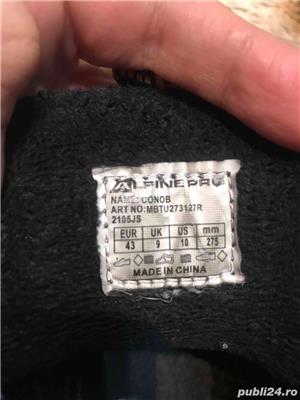 ALPINE PRO
NAME: CONOB
ART NO: MBTU273127R
2105JS
EUR UK US mm
43 9 10 275
MADE IN CHINA
publi24.ro